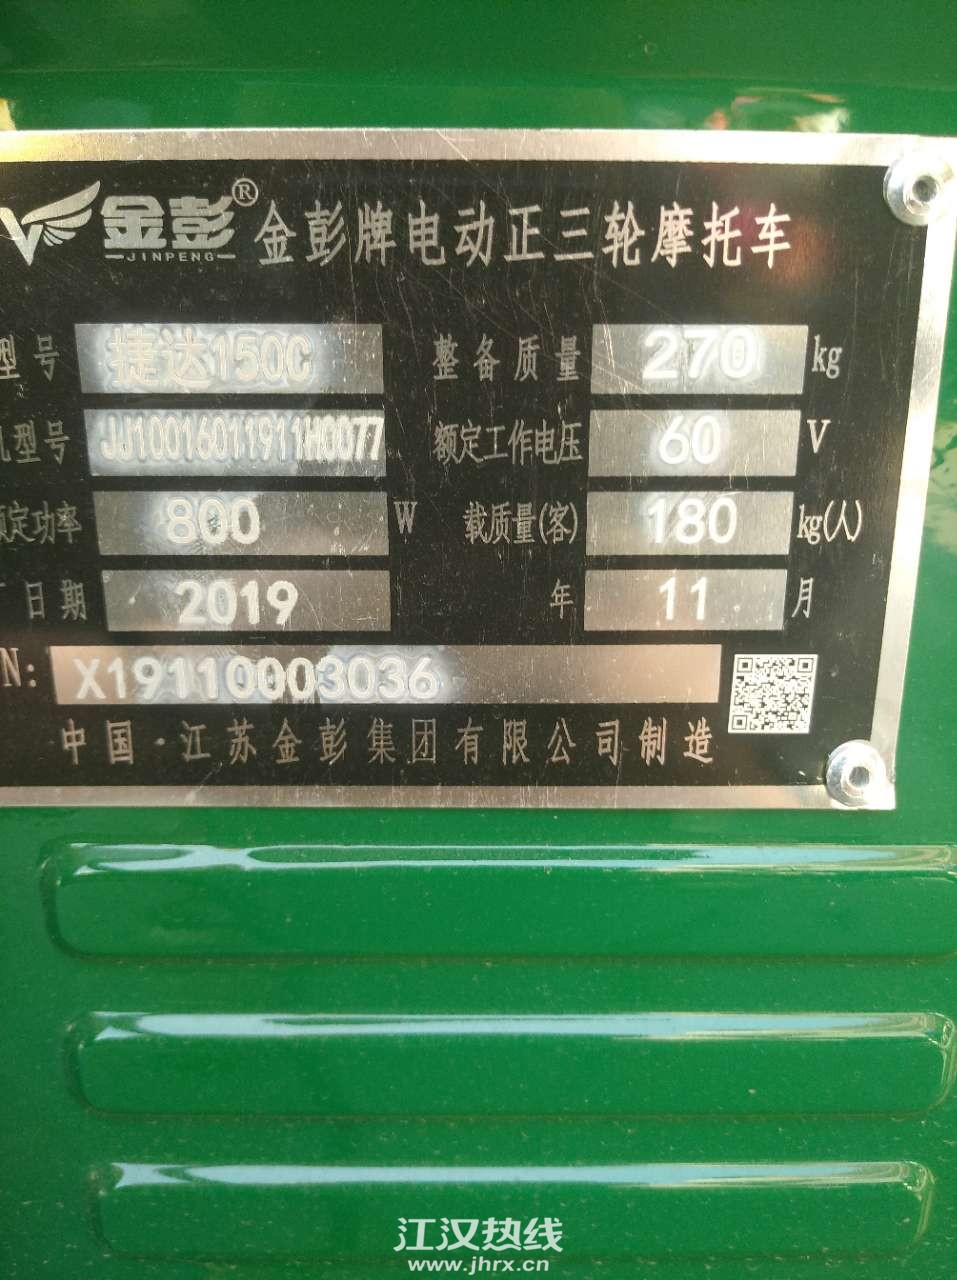 金彭® 金彭牌电动正三轮摩托车
JINPENG
型号 捷达150C 整备质量 270 kg
机型号 JJ10016011911H0077 额定工作电压 60 V
额定功率 800 W 载质量(客) 180 kg(人)
日期 2019 年 11 月
N: X19110003036
中国·江苏金彭集团有限公司制造
江汉热线
www.jhrx.cn